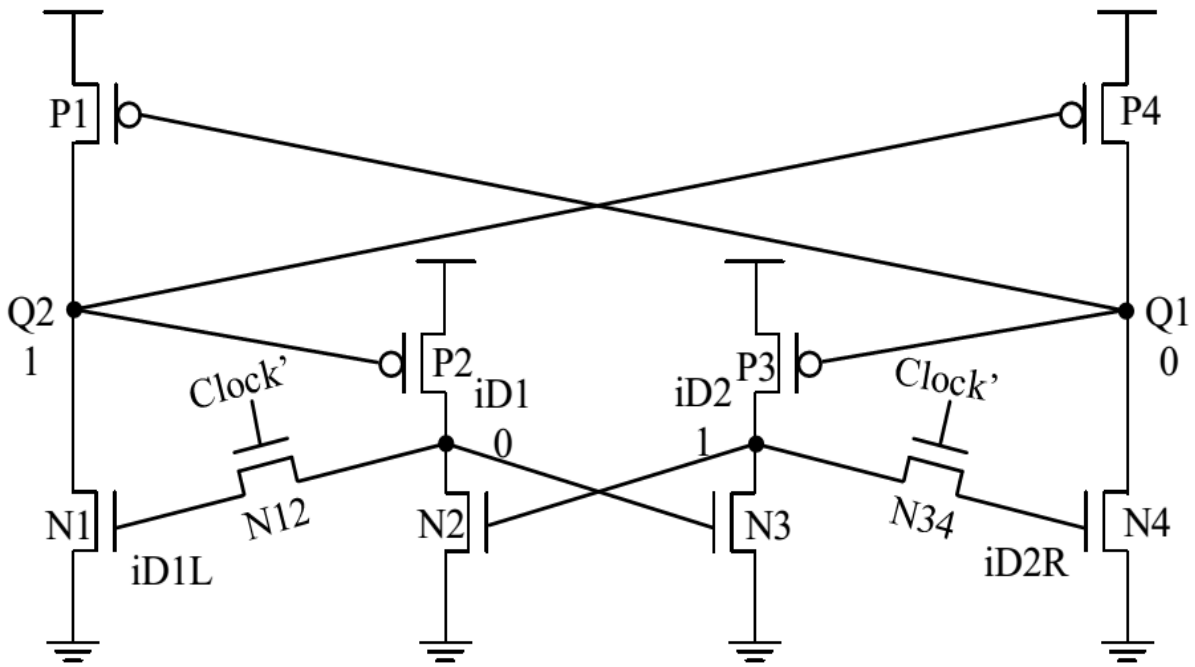 P1
P4
Q2
1
Q1
0
Clock’
P2
iD1
0
iD2
1
P3
Clock’
N1
iD1L
N12
N2
N3
N34
iD2R
N4